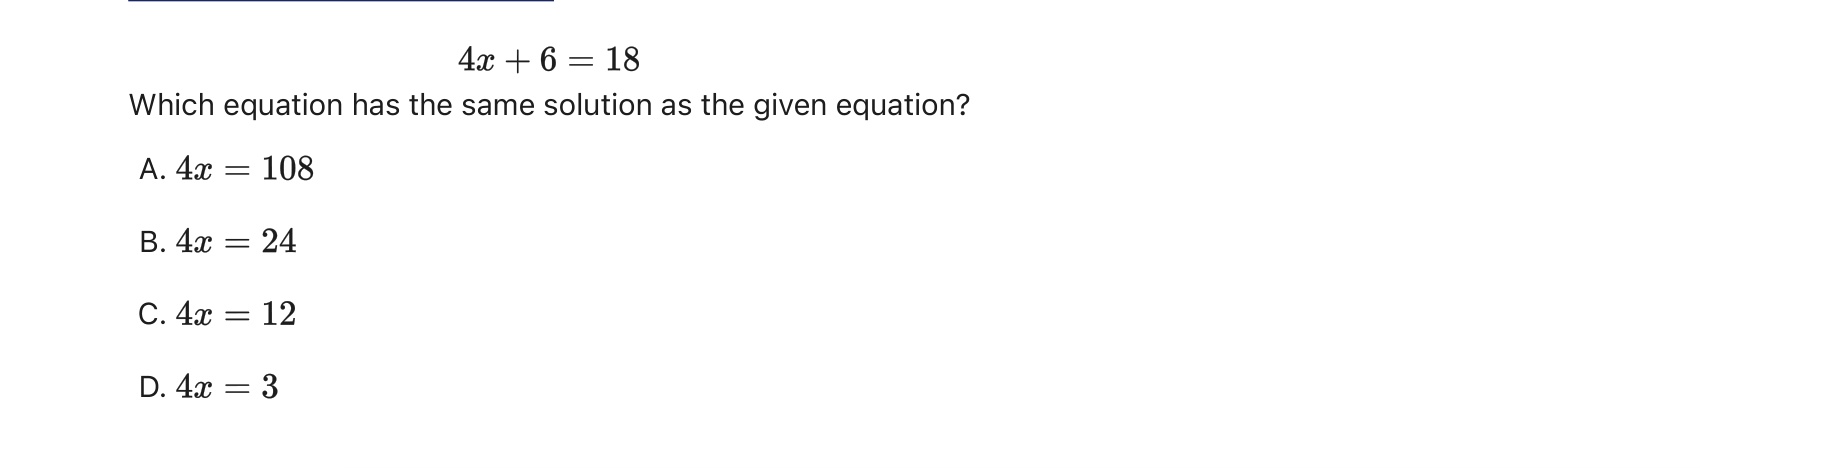 4x + 6 = 18
Which equation has the same solution as the given equation?
A. 4x = 108
B. 4x = 24
C. 4x = 12
D. 4x = 3